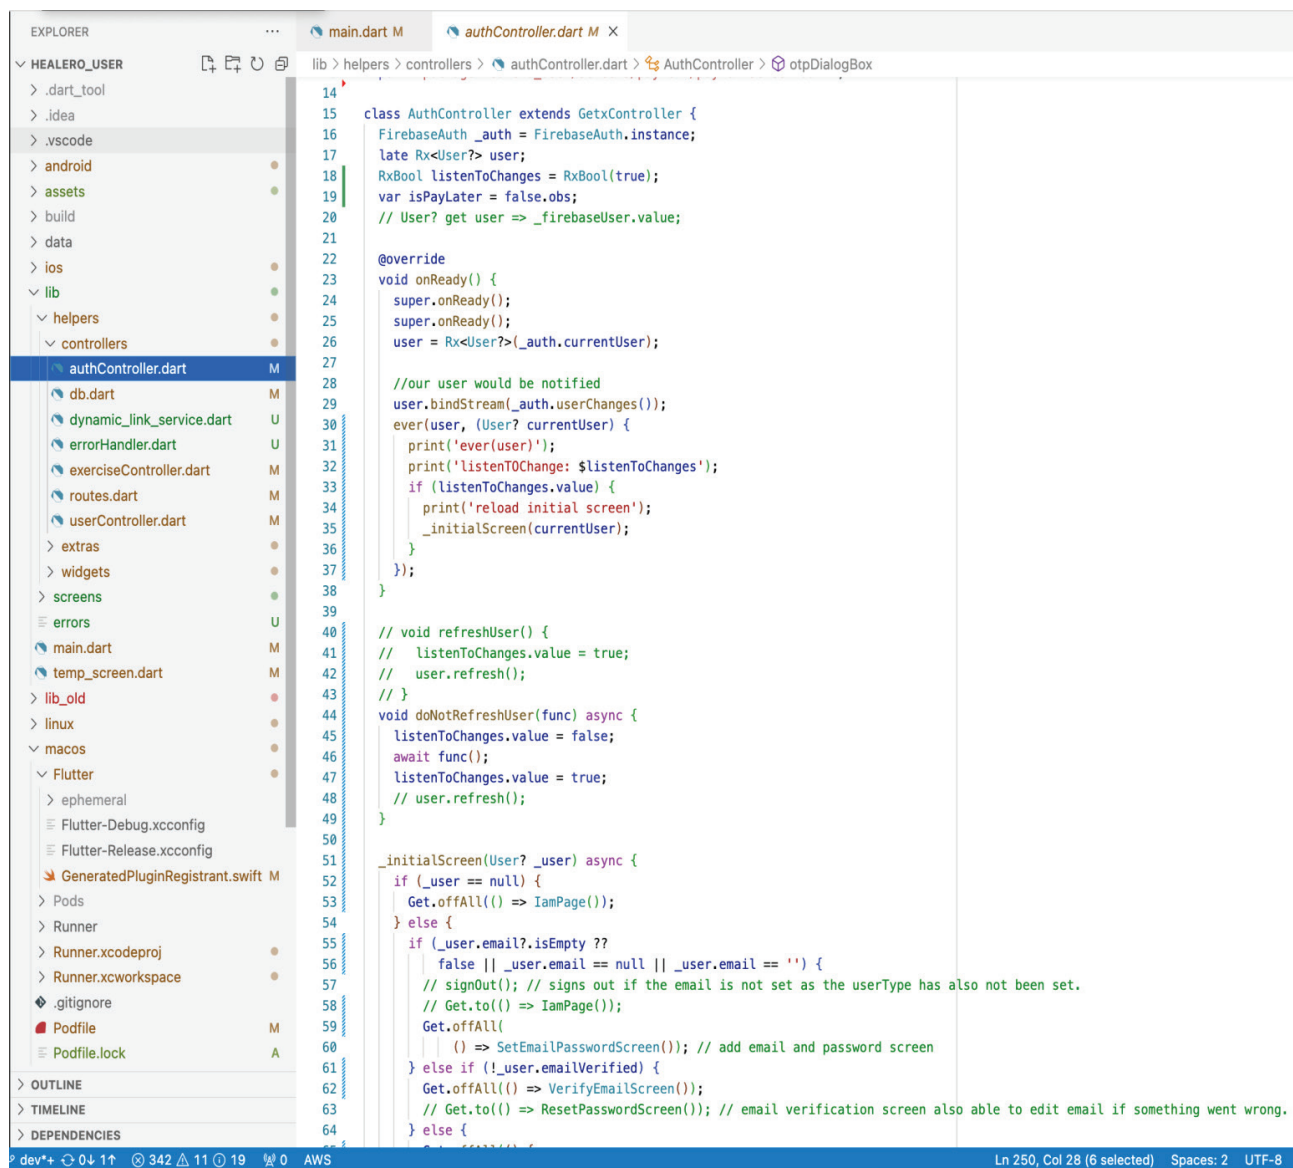 EXPLORER
HEALERO_USER
.dart_tool
.idea
.vscode
android
assets
build
data
ios
lib
helpers
controllers
authController.dart M
db.dart M
dynamic_link_service.dart U
errorHandler.dart U
exerciseController.dart M
routes.dart M
userController.dart M
extras
widgets
screens
errors U
main.dart M
temp_screen.dart M
lib_old
linux
macos
Flutter
ephemeral
Flutter-Debug.xcconfig
Flutter-Release.xcconfig
GeneratedPluginRegistrant.swift M
Pods
Runner
Runner.xcodeproj
Runner.xcworkspace
.gitignore
Podfile M
Podfile.lock A
OUTLINE
TIMELINE
DEPENDENCIES
main.dart M authController.dart M
lib > helpers > controllers > authController.dart > AuthController > otpDialogBox
14
15 class AuthController extends GetxController {
16 FirebaseAuth _auth = FirebaseAuth.instance;
17 late Rx<User?> user;
18 RxBool listenToChanges = RxBool(true);
19 var isPayLater = false.obs;
20 // User? get user => _firebaseUser.value;
21
22 @override
23 void onReady() {
24 super.onReady();
25 super.onReady();
26 user = Rx<User?>(_auth.currentUser);
27
28 //our user would be notified
29 user.bindStream(_auth.userChanges());
30 ever(user, (User? currentUser) {
31 print('ever(user)');
32 print('listenTOChange: $listenToChanges');
33 if (listenToChanges.value) {
34 print('reload initial screen');
35 _initialScreen(currentUser);
36 }
37 });
38 }
39
40 // void refreshUser() {
41 // listenToChanges.value = true;
42 // user.refresh();
43 // }
44 void doNotRefreshUser(func) async {
45 listenToChanges.value = false;
46 await func();
47 listenToChanges.value = true;
48 // user.refresh();
49 }
50
51 _initialScreen(User? _user) async {
52 if (_user == null) {
53 Get.offAll(() => IamPage());
54 } else {
55 if (_user.email?.isEmpty ??
56 false || _user.email == null || _user.email == '') {
57 // signOut(); // signs out if the email is not set as the userType has also not been set.
58 // Get.to(() => IamPage());
59 Get.offAll(
60 () => SetEmailPasswordScreen()); // add email and password screen
61 } else if (!_user.emailVerified) {
62 Get.offAll(() => VerifyEmailScreen());
63 // Get.to(() => ResetPasswordScreen()); // email verification screen also able to edit email if something went wrong.
64 } else {
dev*+ 0↓ 1↑ 342 11 19 0 AWS Ln 250, Col 28 (6 selected) Spaces: 2 UTF-8